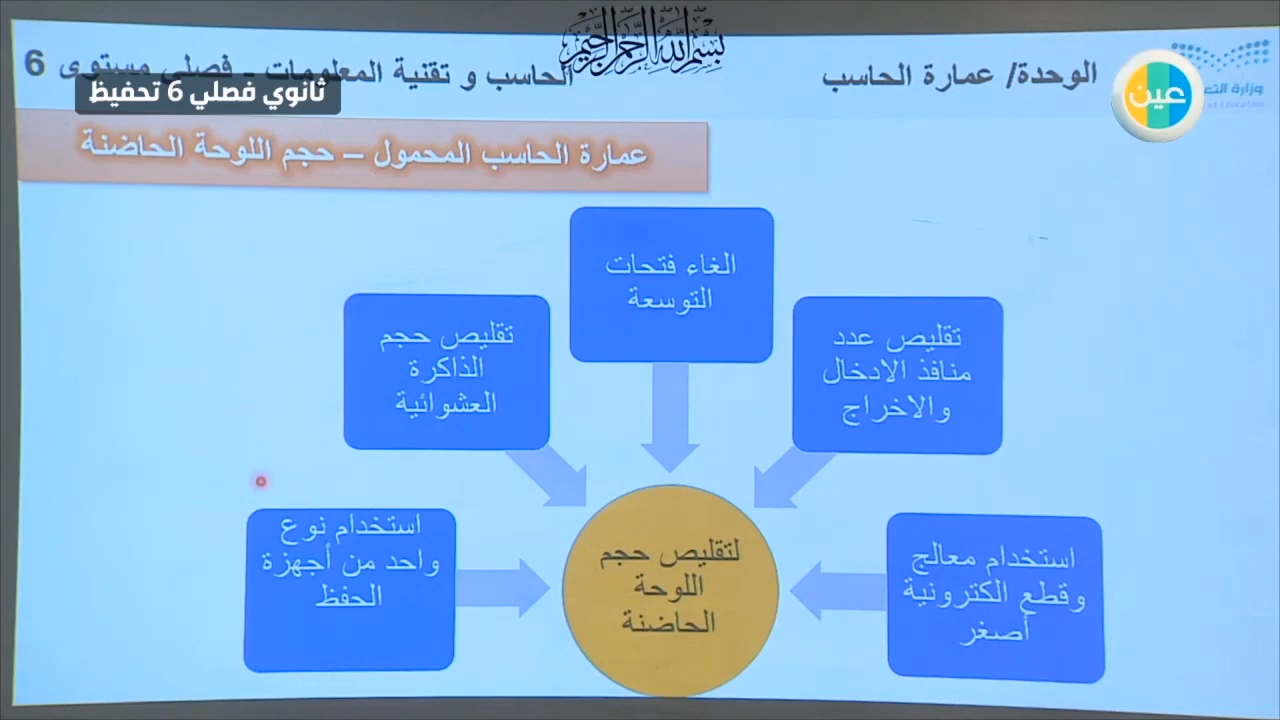 بسم الله الرحمن الرحيم
الوحدة/ عمارة الحاسب
الحاسب و تقنية المعلومات - فصلي مستوى 6
عين
ثانوي فصلي 6 تحفيظ
عمارة الحاسب المحمول – حجم اللوحة الحاضنة
الغاء فتحات
التوسعة
تقليص عدد
منافذ الادخال
والاخراج
تقليص حجم
الذاكرة
العشوائية
استخدام معالج
وقطع الكترونية
أصغر
لتقليص حجم
اللوحة
الحاضنة
استخدام نوع
واحد من أجهزة
الحفظ